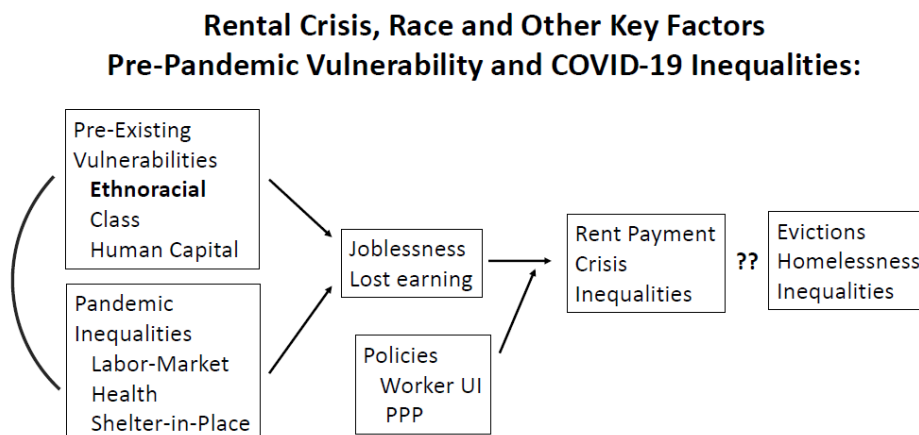 Rental Crisis, Race and Other Key Factors
Pre-Pandemic Vulnerability and COVID-19 Inequalities:
Pre-Existing
Vulnerabilities
Ethnoracial
Class
Human Capital
Pandemic
Inequalities
Labor-Market
Health
Shelter-in-Place
Joblessness
Lost earning
Policies
Worker UI
PPP
Rent Payment
Crisis
Inequalities
??
Evictions
Homelessness
Inequalities